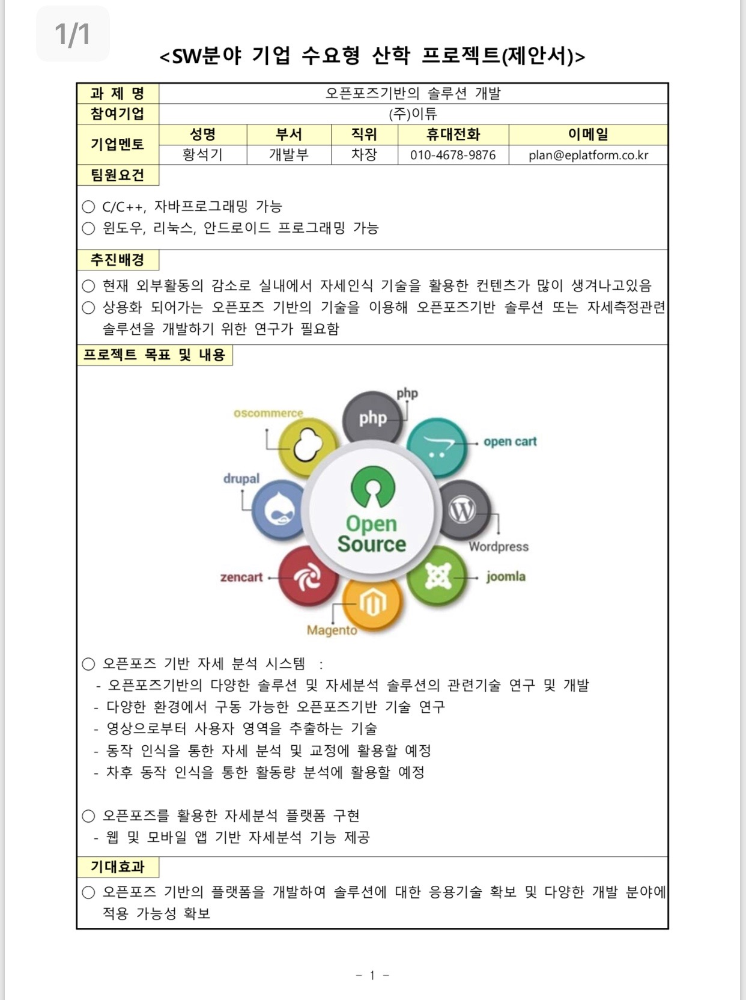 1/1
<SW분야 기업 수요형 산학 프로젝트(제안서)>
과 제 명 오픈포즈기반의 솔루션 개발
참여기업 (주)이튜
기업멘토 성명 부서 직위 휴대전화 이메일
황석기 개발부 차장 010-4678-9876 plan@eplatform.co.kr
팀원요건
○ C/C++, 자바프로그래밍 가능
○ 윈도우, 리눅스, 안드로이드 프로그래밍 가능
추진배경
○ 현재 외부활동의 감소로 실내에서 자세인식 기술을 활용한 컨텐츠가 많이 생겨나고있음
○ 상용화 되어가는 오픈포즈 기반의 기술을 이용해 오픈포즈기반 솔루션 또는 자세측정관련
솔루션을 개발하기 위한 연구가 필요함
프로젝트 목표 및 내용
php
oscommerce
php
open cart
drupal
Open
Source
Wordpress
zencart
joomla
Magento
○ 오픈포즈 기반 자세 분석 시스템 :
- 오픈포즈기반의 다양한 솔루션 및 자세분석 솔루션의 관련기술 연구 및 개발
- 다양한 환경에서 구동 가능한 오픈포즈기반 기술 연구
- 영상으로부터 사용자 영역을 추출하는 기술
- 동작 인식을 통한 자세 분석 및 교정에 활용할 예정
- 차후 동작 인식을 통한 활동량 분석에 활용할 예정
○ 오픈포즈를 활용한 자세분석 플랫폼 구현
- 웹 및 모바일 앱 기반 자세분석 기능 제공
기대효과
○ 오픈포즈 기반의 플랫폼을 개발하여 솔루션에 대한 응용기술 확보 및 다양한 개발 분야에
적용 가능성 확보
- 1 -